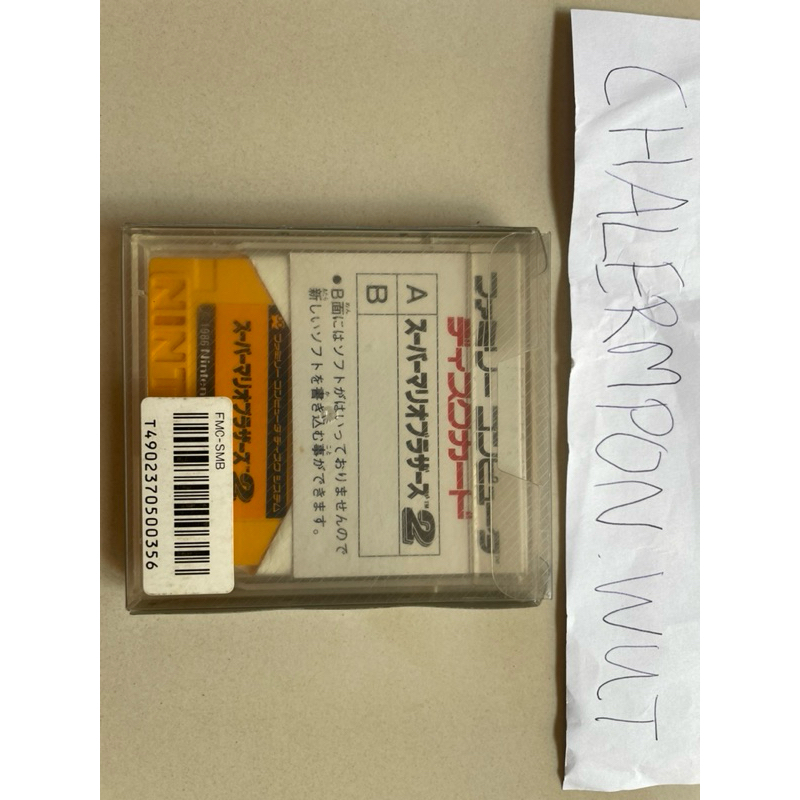 ファミリーコンピュータ
ディスクカード
A スーパーマリオブラザーズ™2
B
●B面にはソフトがはいっておりませんので
新しいソフトを書き込む事ができます。
ファミリーコンピュータ ディスクシステム
スーパーマリオブラザーズ2
1986 Ninten
NINT
FMC-SMB
T4902370500356
CHALERMPON.WULT